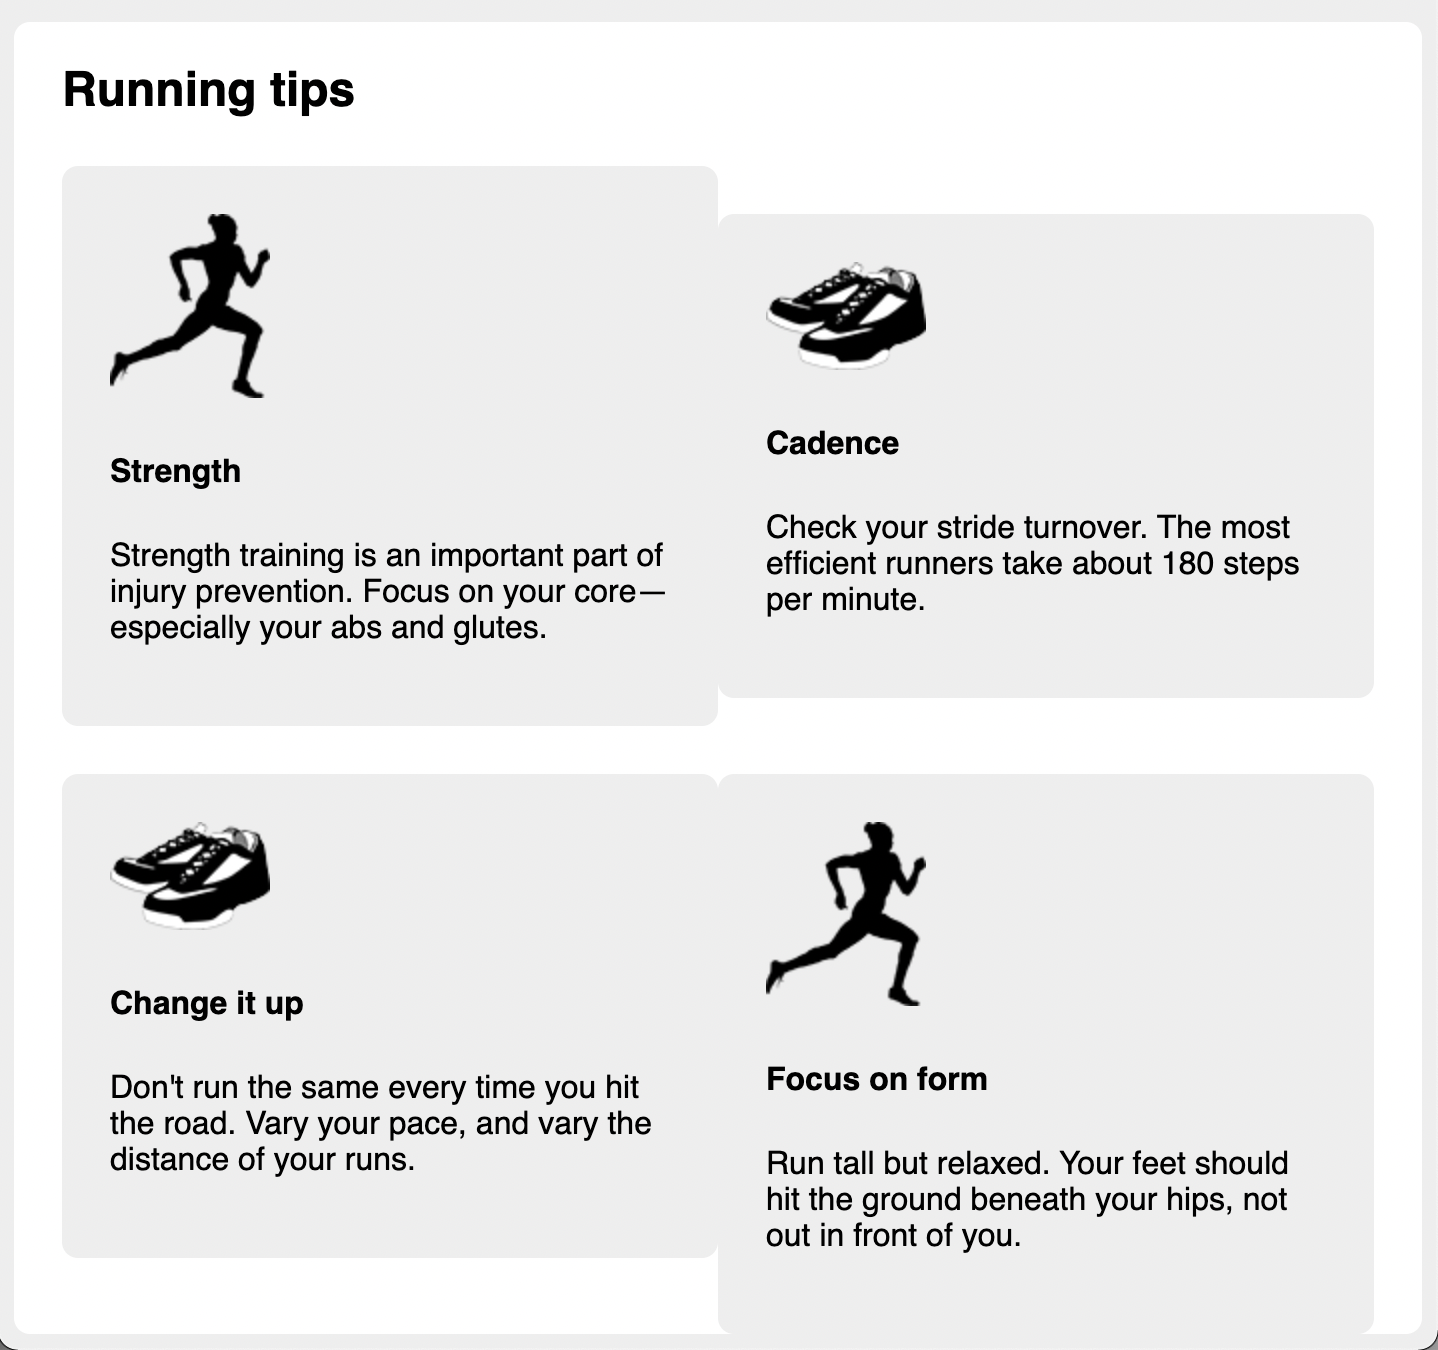 Running tips
Strength
Strength training is an important part of
injury prevention. Focus on your core—
especially your abs and glutes.
Cadence
Check your stride turnover. The most
efficient runners take about 180 steps
per minute.
Change it up
Don't run the same every time you hit
the road. Vary your pace, and vary the
distance of your runs.
Focus on form
Run tall but relaxed. Your feet should
hit the ground beneath your hips, not
out in front of you.